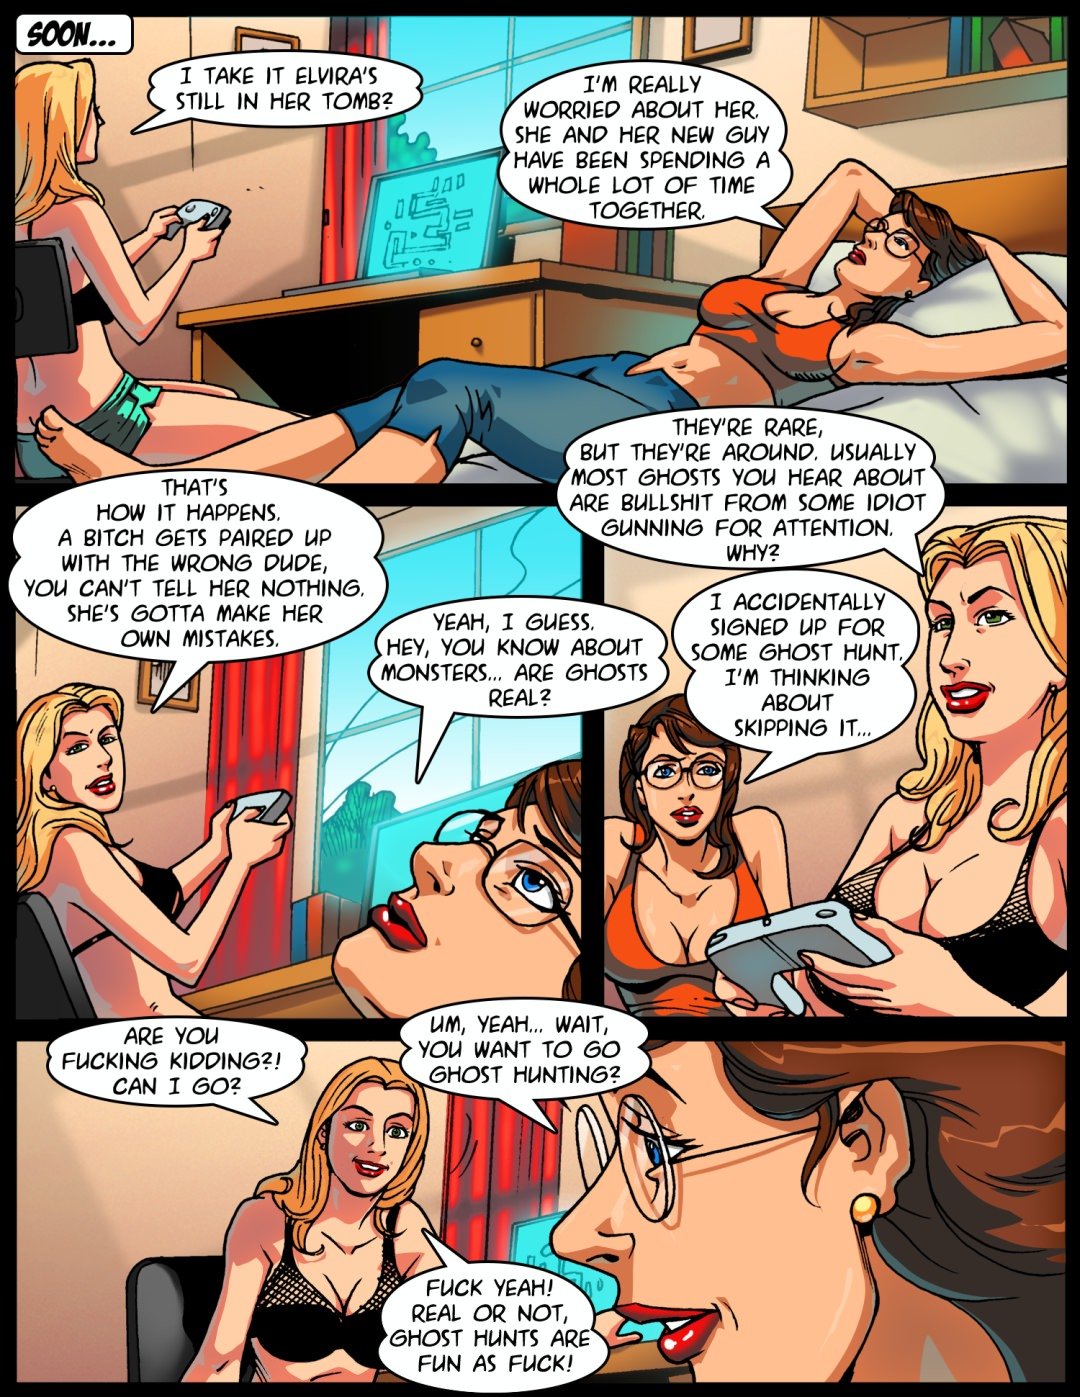 SOON...
I TAKE IT ELVIRA'S
STILL IN HER TOMB?
I'M REALLY
WORRIED ABOUT HER.
SHE AND HER NEW GUY
HAVE BEEN SPENDING A
WHOLE LOT OF TIME
TOGETHER.
THAT'S
HOW IT HAPPENS.
A BITCH GETS PAIRED UP
WITH THE WRONG DUDE,
YOU CAN'T TELL HER NOTHING.
SHE'S GOTTA MAKE HER
OWN MISTAKES.
YEAH, I GUESS.
HEY, YOU KNOW ABOUT
MONSTERS... ARE GHOSTS
REAL?
THEY'RE RARE,
BUT THEY'RE AROUND. USUALLY
MOST GHOSTS YOU HEAR ABOUT
ARE BULLSHIT FROM SOME IDIOT
GUNNING FOR ATTENTION.
WHY?
I ACCIDENTALLY
SIGNED UP FOR
SOME GHOST HUNT.
I'M THINKING
ABOUT
SKIPPING IT...
ARE YOU
FUCKING KIDDING?!
CAN I GO?
UM, YEAH... WAIT,
YOU WANT TO GO
GHOST HUNTING?
FUCK YEAH!
REAL OR NOT,
GHOST HUNTS ARE
FUN AS FUCK!